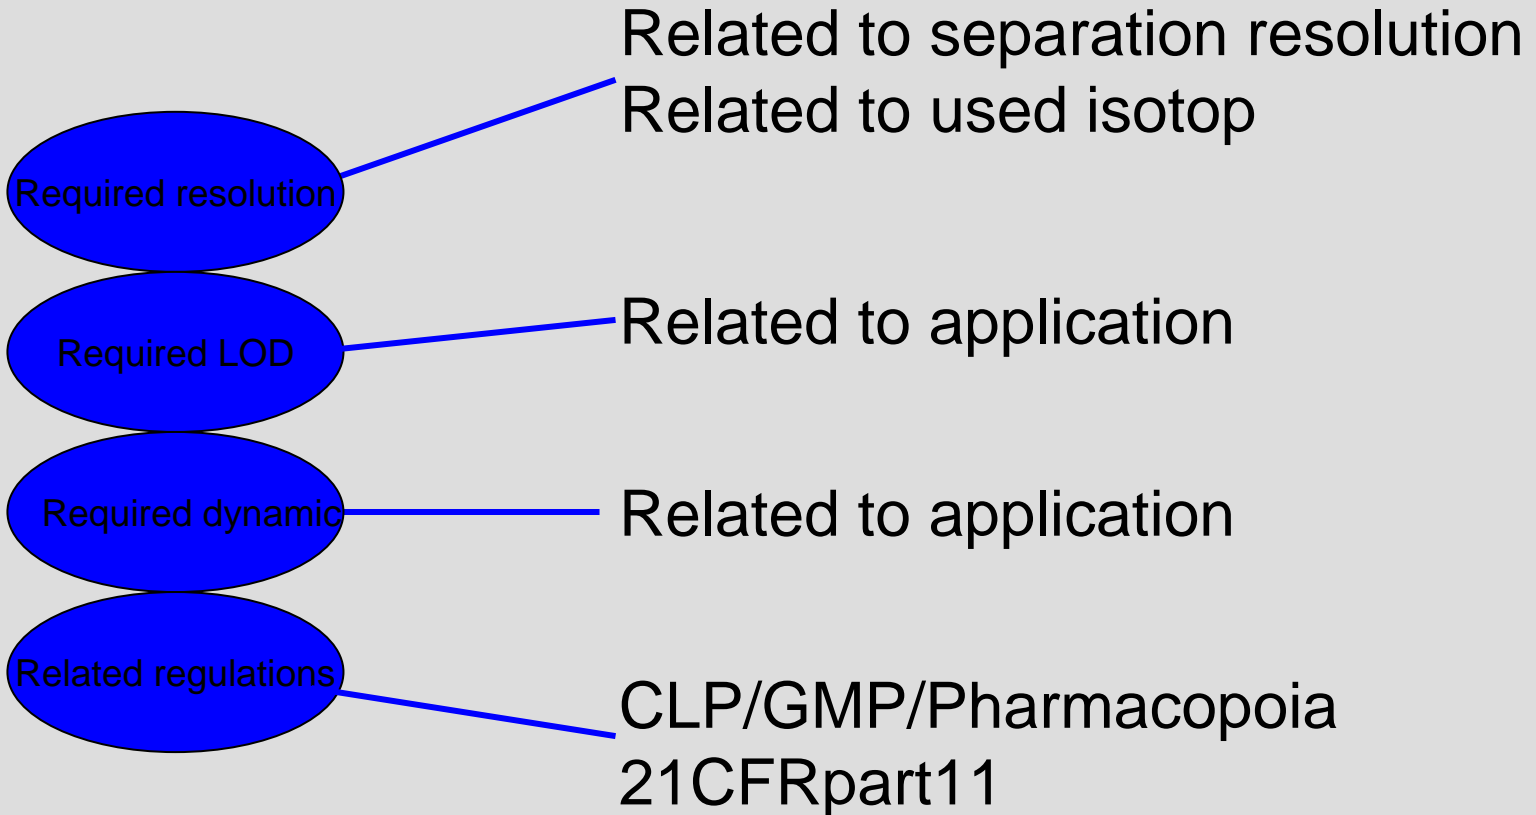 Related to separation resolution
Related to used isotop
Required resolution
Related to application
Required LOD
Related to application
Required dynamic
CLP/GMP/Pharmacopoia
21CFRpart11
Related regulations